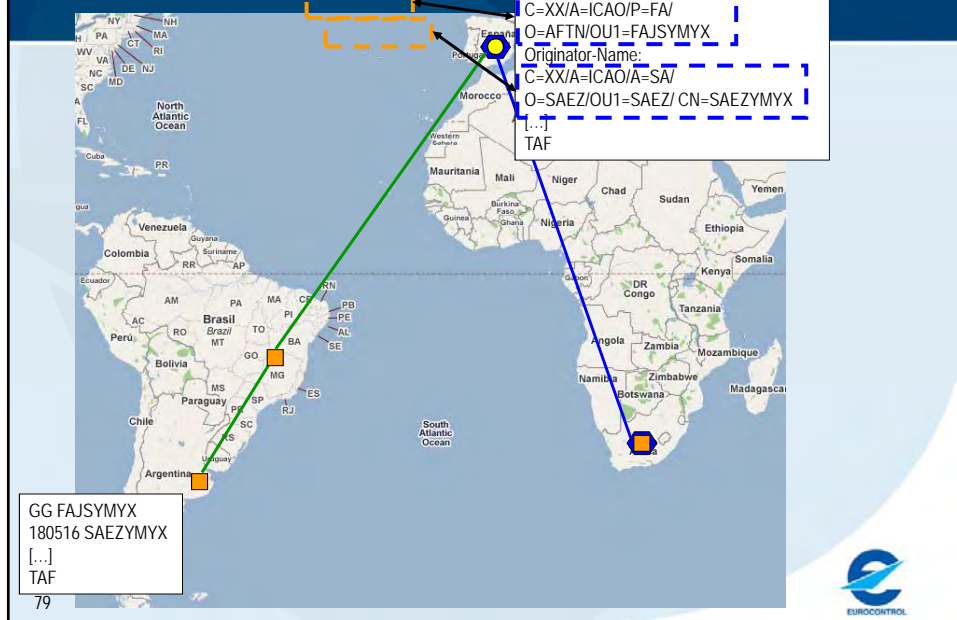 C=XX/A=ICAO/P=FA/
O=AFTN/OU1=FAJSYMYX
Originator-Name:
C=XX/A=ICAO/A=SA/
O=SAEZ/OU1=SAEZ/ CN=SAEZYMYX
[…]
TAF
NY
NH
PA
MA
CT
RI
WV
VA
DE
NJ
NC
MD
SC
FL
North
Atlantic
Ocean
Cuba
PR
España
Portugal
Morocco
Western
Sahara
Mauritania
Mali
Niger
Chad
Sudan
Yemen
Burkina
Faso
Guinea
Ghana
Nigeria
Ethiopia
Somalia
Gabon
DR
Congo
Kenya
Tanzania
Angola
Zambia
Mozambique
Namibia
Zimbabwe
Botswana
Madagascar
Venezuela
Guyana
Suriname
Colombia
RR
AP
Ecuador
AM
PA
MA
CE
RN
PB
PE
AL
SE
PI
AC
RO
Brasil
Brazil
MT
TO
BA
Perú
GO
Bolivia
MG
MS
ES
Paraguay
SP
RJ
PR
SC
Chile
RS
Uruguay
Argentina
South
Atlantic
Ocean
GG FAJSYMYX
180516 SAEZYMYX
[…]
TAF
79
EUROCONTROL